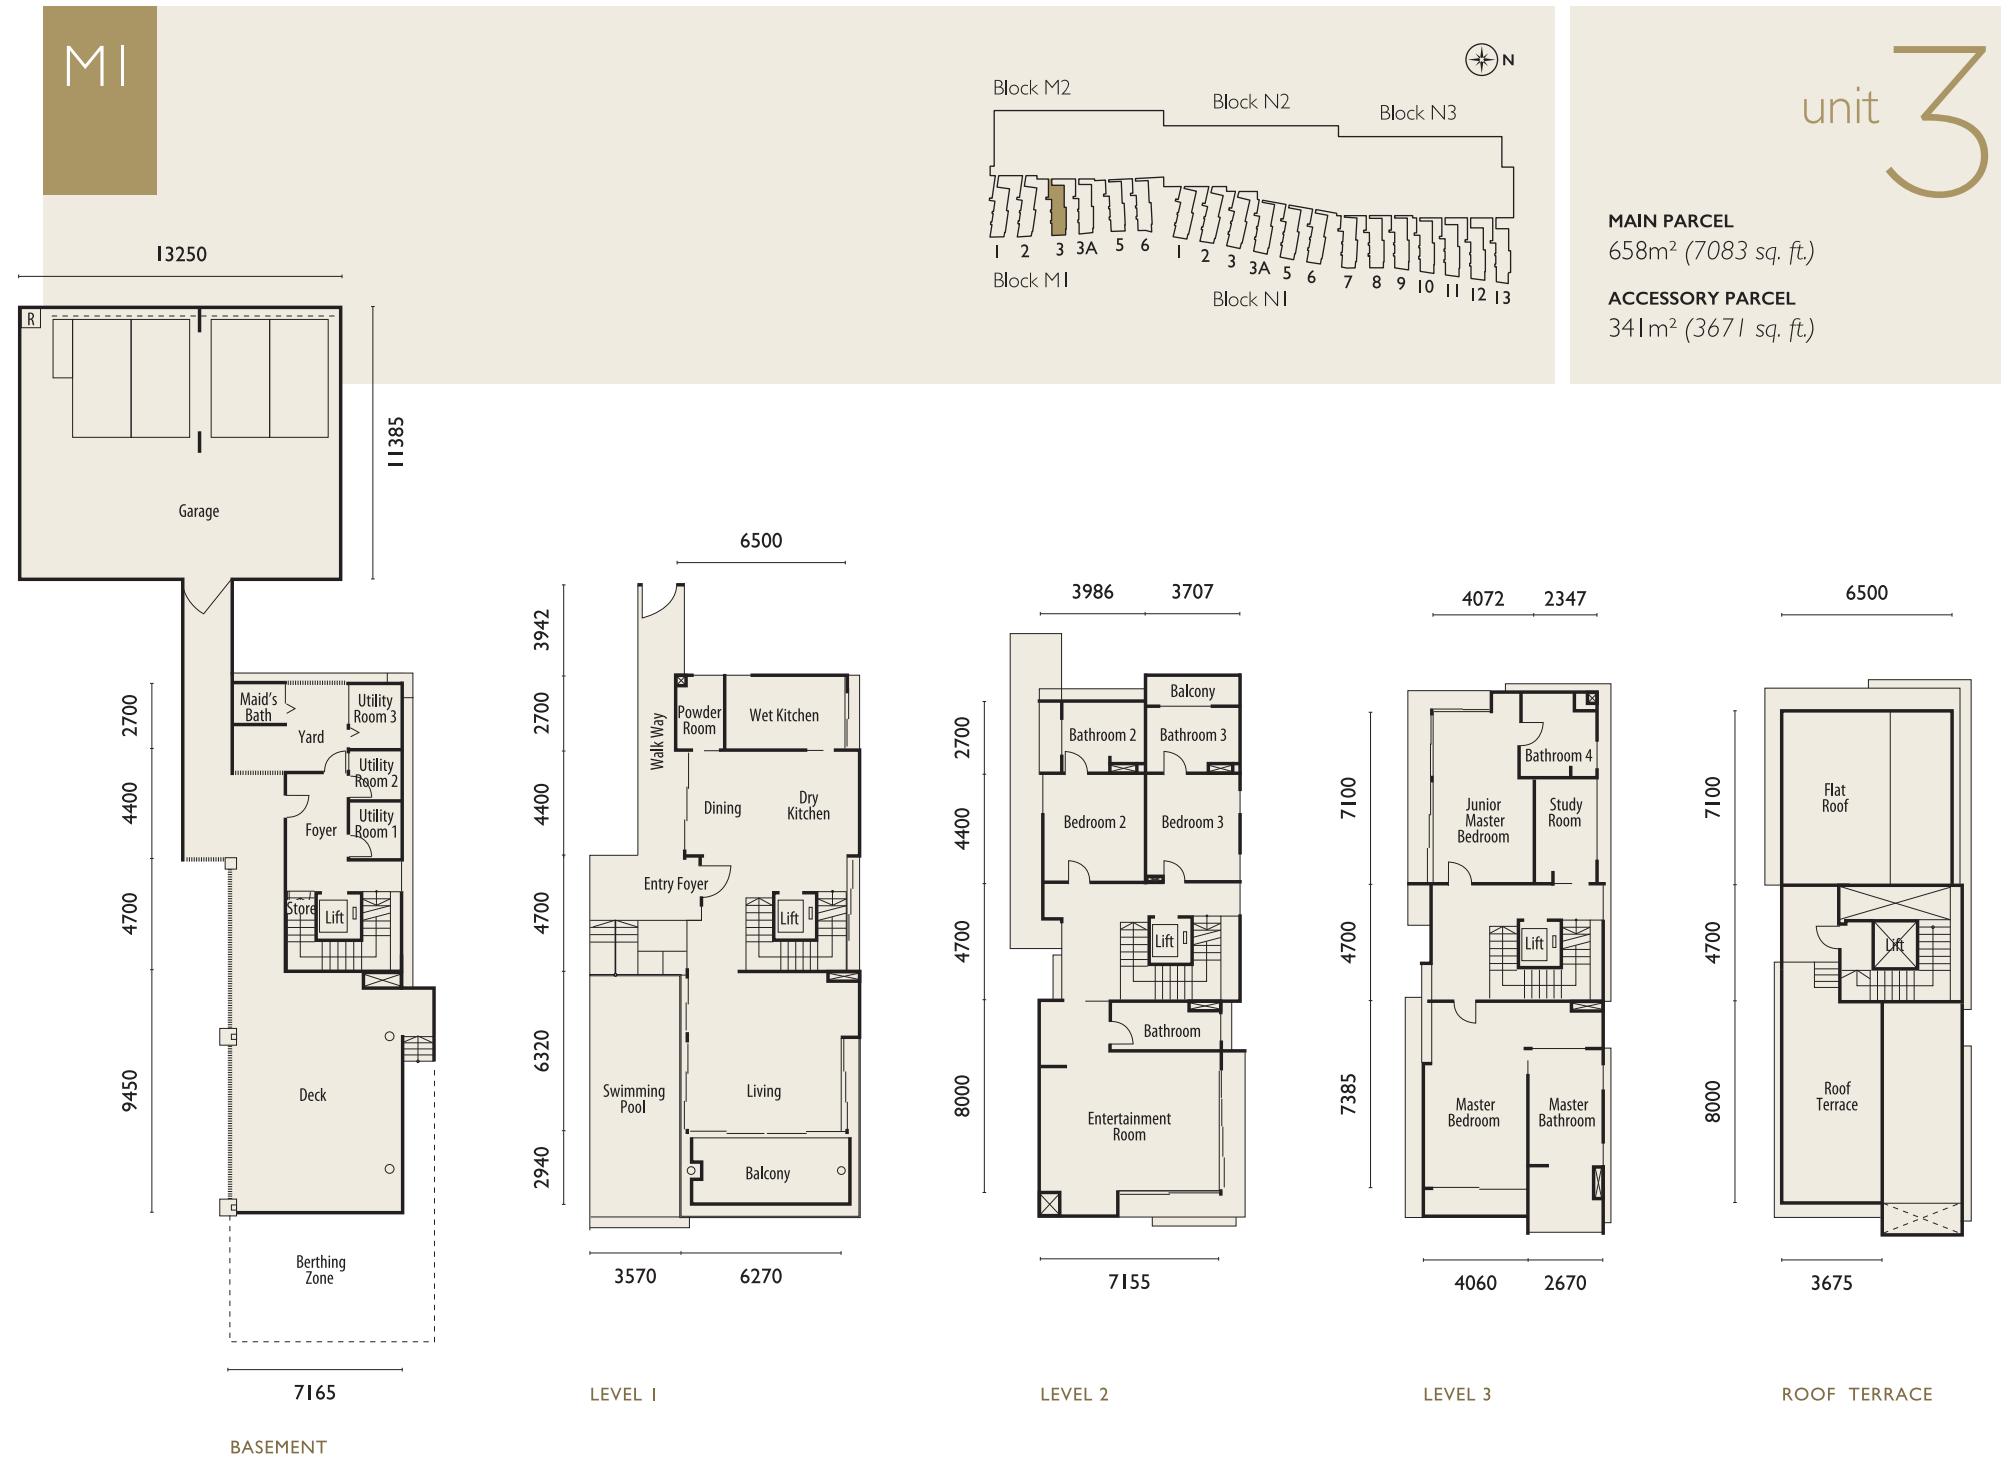 M1
N
Block M2
Block N2
Block N3
1
2
3
3A
5
6
1
2
3
3A
5
6
7
8
9
10
11
12
13
Block M1
Block N1
unit 3
MAIN PARCEL
658m² (7083 sq. ft.)
ACCESSORY PARCEL
341m² (3671 sq. ft.)
13250
R
11385
Garage
2700
4400
4700
9450
Maid's
Bath
Utility
Room 3
Yard
Utility
Room 2
Utility
Room 1
Foyer
Store
Lift
Deck
Berthing
Zone
7165
BASEMENT
6500
3942
2700
4400
4700
6320
2940
Walk Way
Powder
Room
Wet Kitchen
Dining
Dry
Kitchen
Entry Foyer
Lift
Swimming
Pool
Living
Balcony
3570
6270
LEVEL 1
3986
3707
2700
4400
4700
8000
Balcony
Bathroom 2
Bathroom 3
Bedroom 2
Bedroom 3
Lift
Bathroom
Entertainment
Room
7155
LEVEL 2
4072
2347
7100
4700
7385
Bathroom 4
Junior
Master
Bedroom
Study
Room
Lift
Master
Bedroom
Master
Bathroom
4060
2670
LEVEL 3
6500
7100
4700
8000
Flat
Roof
Lift
Roof
Terrace
3675
ROOF TERRACE